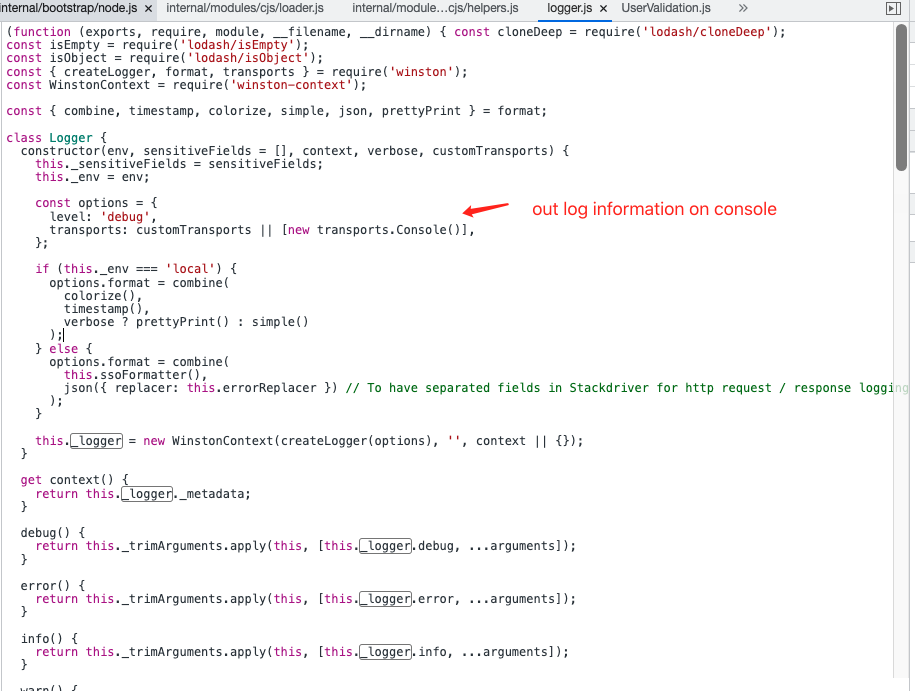 internal/bootstrap/node.js × internal/modules/cjs/loader.js internal/module…cjs/helpers.js logger.js × UserValidation.js »
(function (exports, require, module, __filename, __dirname) { const cloneDeep = require('lodash/cloneDeep');
const isEmpty = require('lodash/isEmpty');
const isObject = require('lodash/isObject');
const { createLogger, format, transports } = require('winston');
const WinstonContext = require('winston-context');
const { combine, timestamp, colorize, simple, json, prettyPrint } = format;
class Logger {
constructor(env, sensitiveFields = [], context, verbose, customTransports) {
this._sensitiveFields = sensitiveFields;
this._env = env;
const options = {
level: 'debug',
out log information on console
transports: customTransports || [new transports.Console()],
};
if (this._env === 'local') {
options.format = combine(
colorize(),
timestamp(),
verbose ? prettyPrint() : simple()
);
} else {
options.format = combine(
this.ssoFormatter(),
json({ replacer: this.errorReplacer }) // To have separated fields in Stackdriver for http request / response logging
);
}
this._logger = new WinstonContext(createLogger(options), '', context || {});
}
get context() {
return this._logger._metadata;
}
debug() {
return this._trimArguments.apply(this, [this._logger.debug, ...arguments]);
}
error() {
return this._trimArguments.apply(this, [this._logger.error, ...arguments]);
}
info() {
return this._trimArguments.apply(this, [this._logger.info, ...arguments]);
}
warn() {